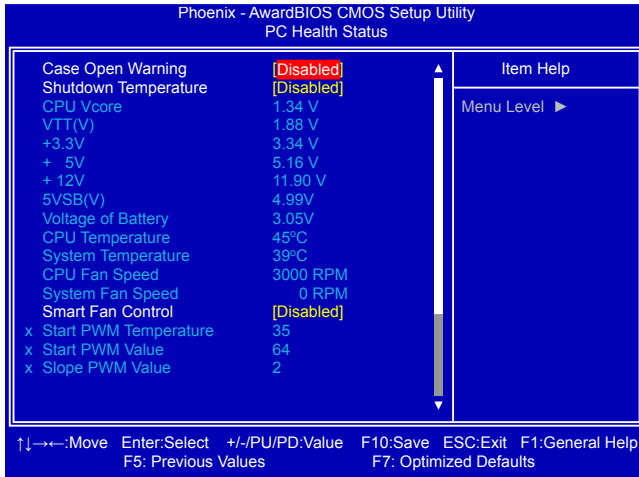 Phoenix - AwardBIOS CMOS Setup Utility
PC Health Status
Case Open Warning [Disabled]
Shutdown Temperature [Disabled]
CPU Vcore 1.34 V
VTT(V) 1.88 V
+3.3V 3.34 V
+ 5V 5.16 V
+ 12V 11.90 V
5VSB(V) 4.99V
Voltage of Battery 3.05V
CPU Temperature 45ºC
System Temperature 39ºC
CPU Fan Speed 3000 RPM
System Fan Speed 0 RPM
Smart Fan Control [Disabled]
x Start PWM Temperature 35
x Start PWM Value 64
x Slope PWM Value 2
Item Help
Menu Level ►
↑↓→←:Move Enter:Select +/-/PU/PD:Value F10:Save ESC:Exit F1:General Help
F5: Previous Values F7: Optimized Defaults